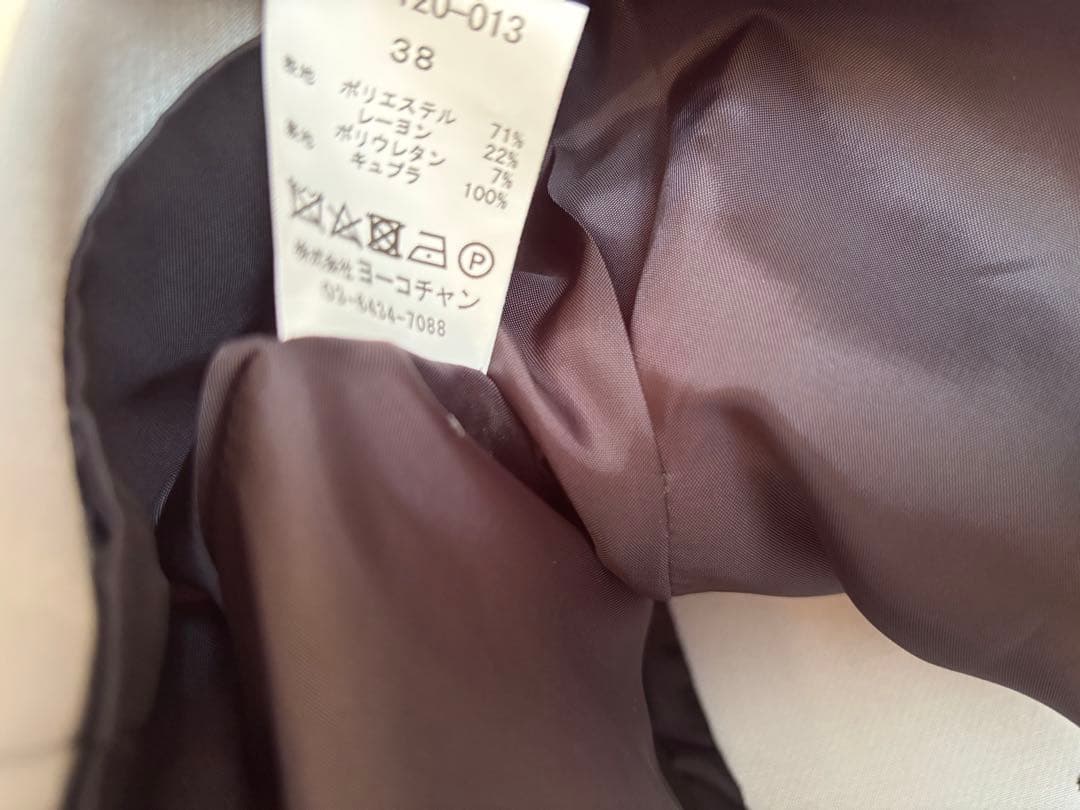 120-013
38
表地 ポリエステル 71%
レーヨン 22%
ポリウレタン 7%
キュプラ 100%
P
株式会社ヨーコチャン
03-6434-7088